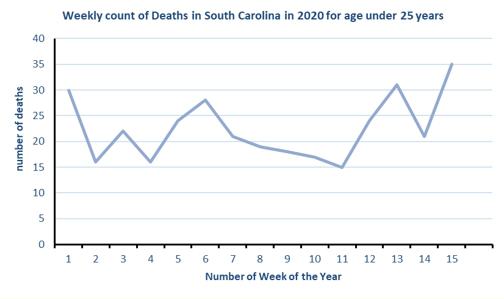 Weekly count of Deaths in South Carolina in 2020 for age under 25 years
number of deaths
40
35
30
25
20
15
10
5
0
1 2 3 4 5 6 7 8 9 10 11 12 13 14 15
Number of Week of the Year